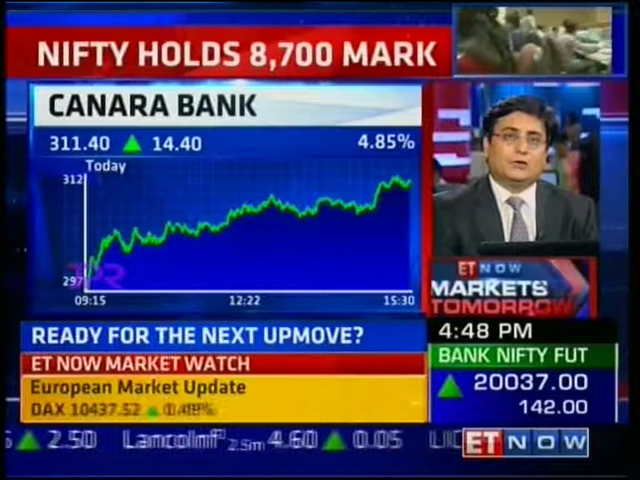 NIFTY HOLDS 8,700 MARK
CANARA BANK
311.40 ▲ 14.40 4.85%
Today
312
297
09:15 12:22 15:30
ET NOW
MARKETS
TOMORROW
READY FOR THE NEXT UPMOVE?
ET NOW MARKET WATCH
European Market Update
DAX 10437.52
4:48 PM
BANK NIFTY FUT
▲ 20037.00
142.00
▲ 2.50 LancoInf 2.5m 4.60 ▲ 0.05
ET NOW